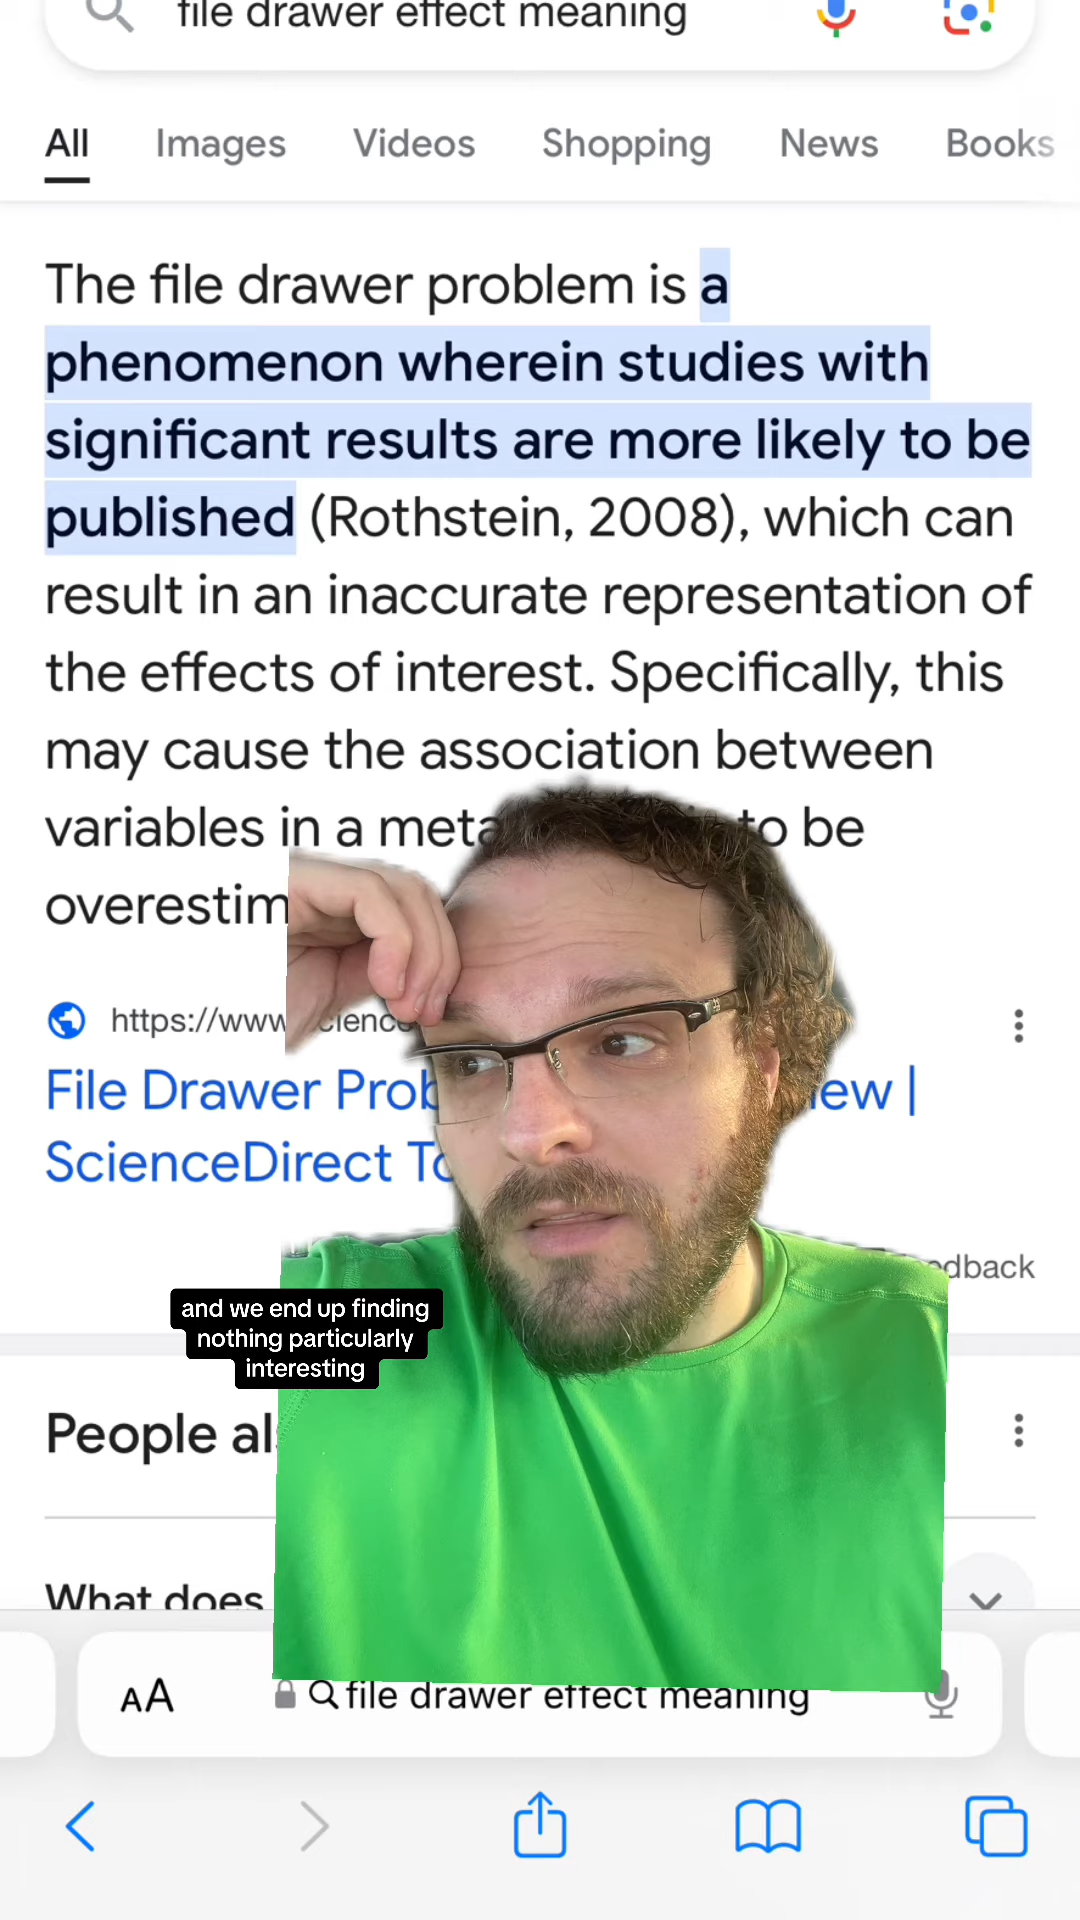 file drawer effect meaning
All Images Videos Shopping News Books
The file drawer problem is a
phenomenon wherein studies with
significant results are more likely to be
published (Rothstein, 2008), which can
result in an inaccurate representation of
the effects of interest. Specifically, this
may cause the association between
variables in a meta to be
overestim
https://www
File Drawer Prob ew |
ScienceDirect To
dback
and we end up finding
nothing particularly
interesting
People als
What does
AA file drawer effect meaning